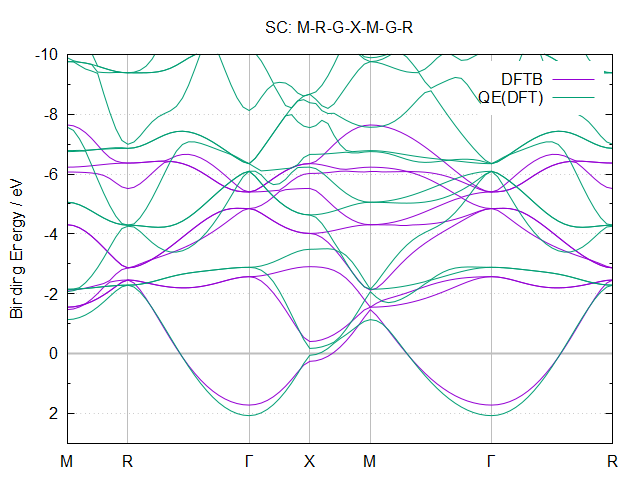 SC: M-R-G-X-M-G-R
-10
-8
-6
-4
-2
0
2
Binding Energy / eV
DFTB
QE(DFT)
M R Γ X M Γ R